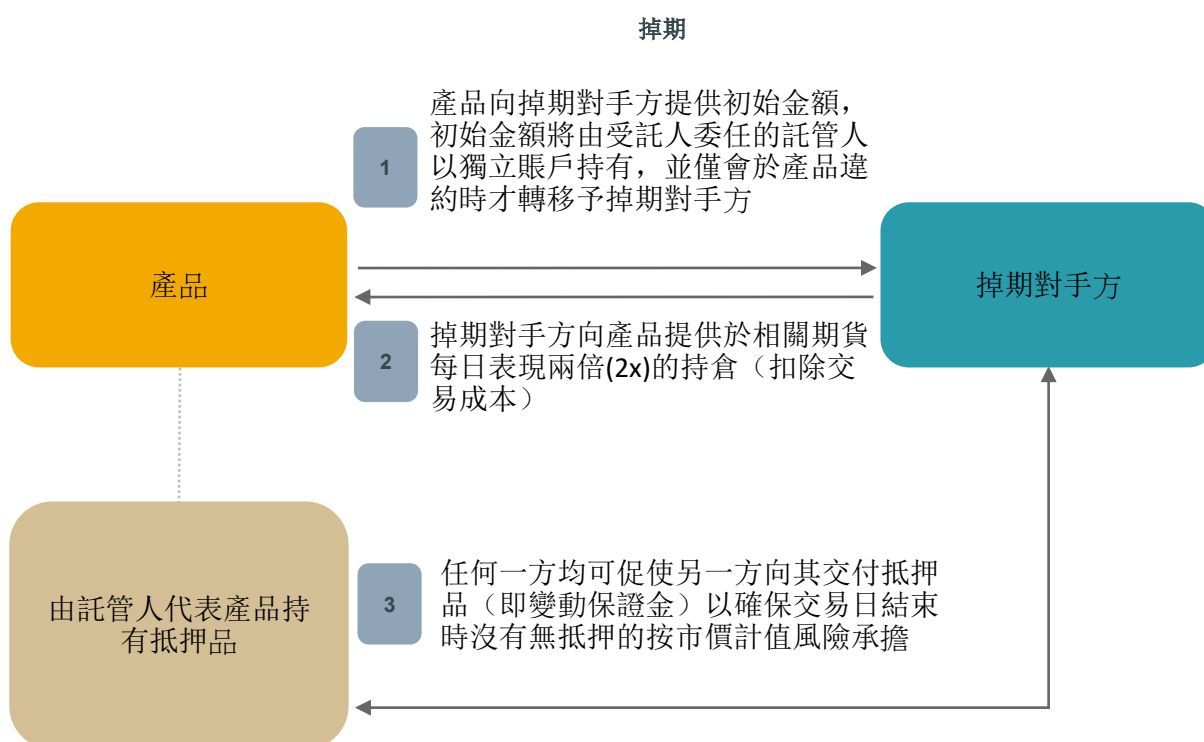 掉期
產品向掉期對手方提供初始金額，
初始金額將由受託人委任的託管人
以獨立賬戶持有，並僅會於產品違
約時才轉移予掉期對手方
1
產品
掉期對手方
掉期對手方向產品提供於相關期貨
每日表現兩倍(2x)的持倉（扣除交
易成本）
2
由託管人代表產品持
有抵押品
任何一方均可促使另一方向其交付抵押
品（即變動保證金）以確保交易日結束
時沒有無抵押的按市價計值風險承擔
3